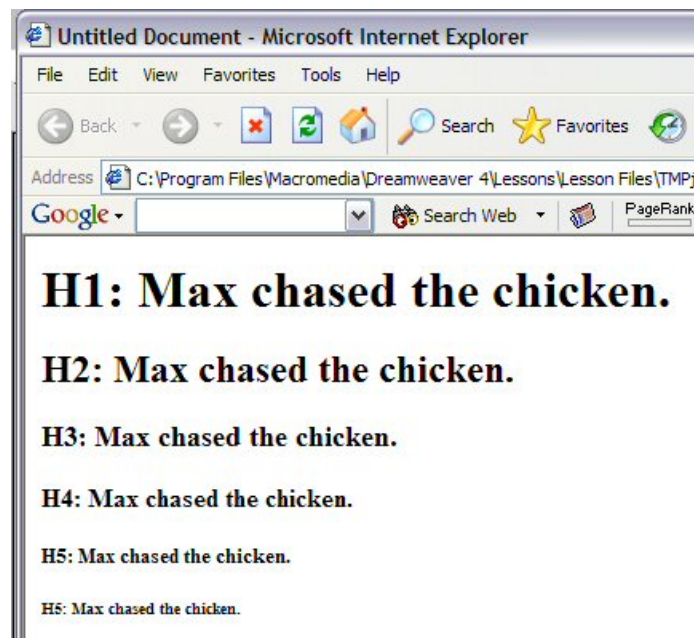 Untitled Document - Microsoft Internet Explorer
File Edit View Favorites Tools Help
Back Search Favorites
Address C:\Program Files\Macromedia\Dreamweaver 4\Lessons\Lesson Files\TMPj
Google Search Web PageRank
H1: Max chased the chicken.
H2: Max chased the chicken.
H3: Max chased the chicken.
H4: Max chased the chicken.
H5: Max chased the chicken.
H5: Max chased the chicken.